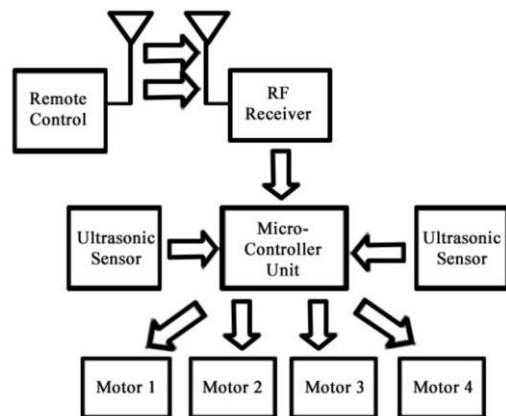 Remote
Control
RF
Receiver
Ultrasonic
Sensor
Micro-
Controller
Unit
Ultrasonic
Sensor
Motor 1
Motor 2
Motor 3
Motor 4